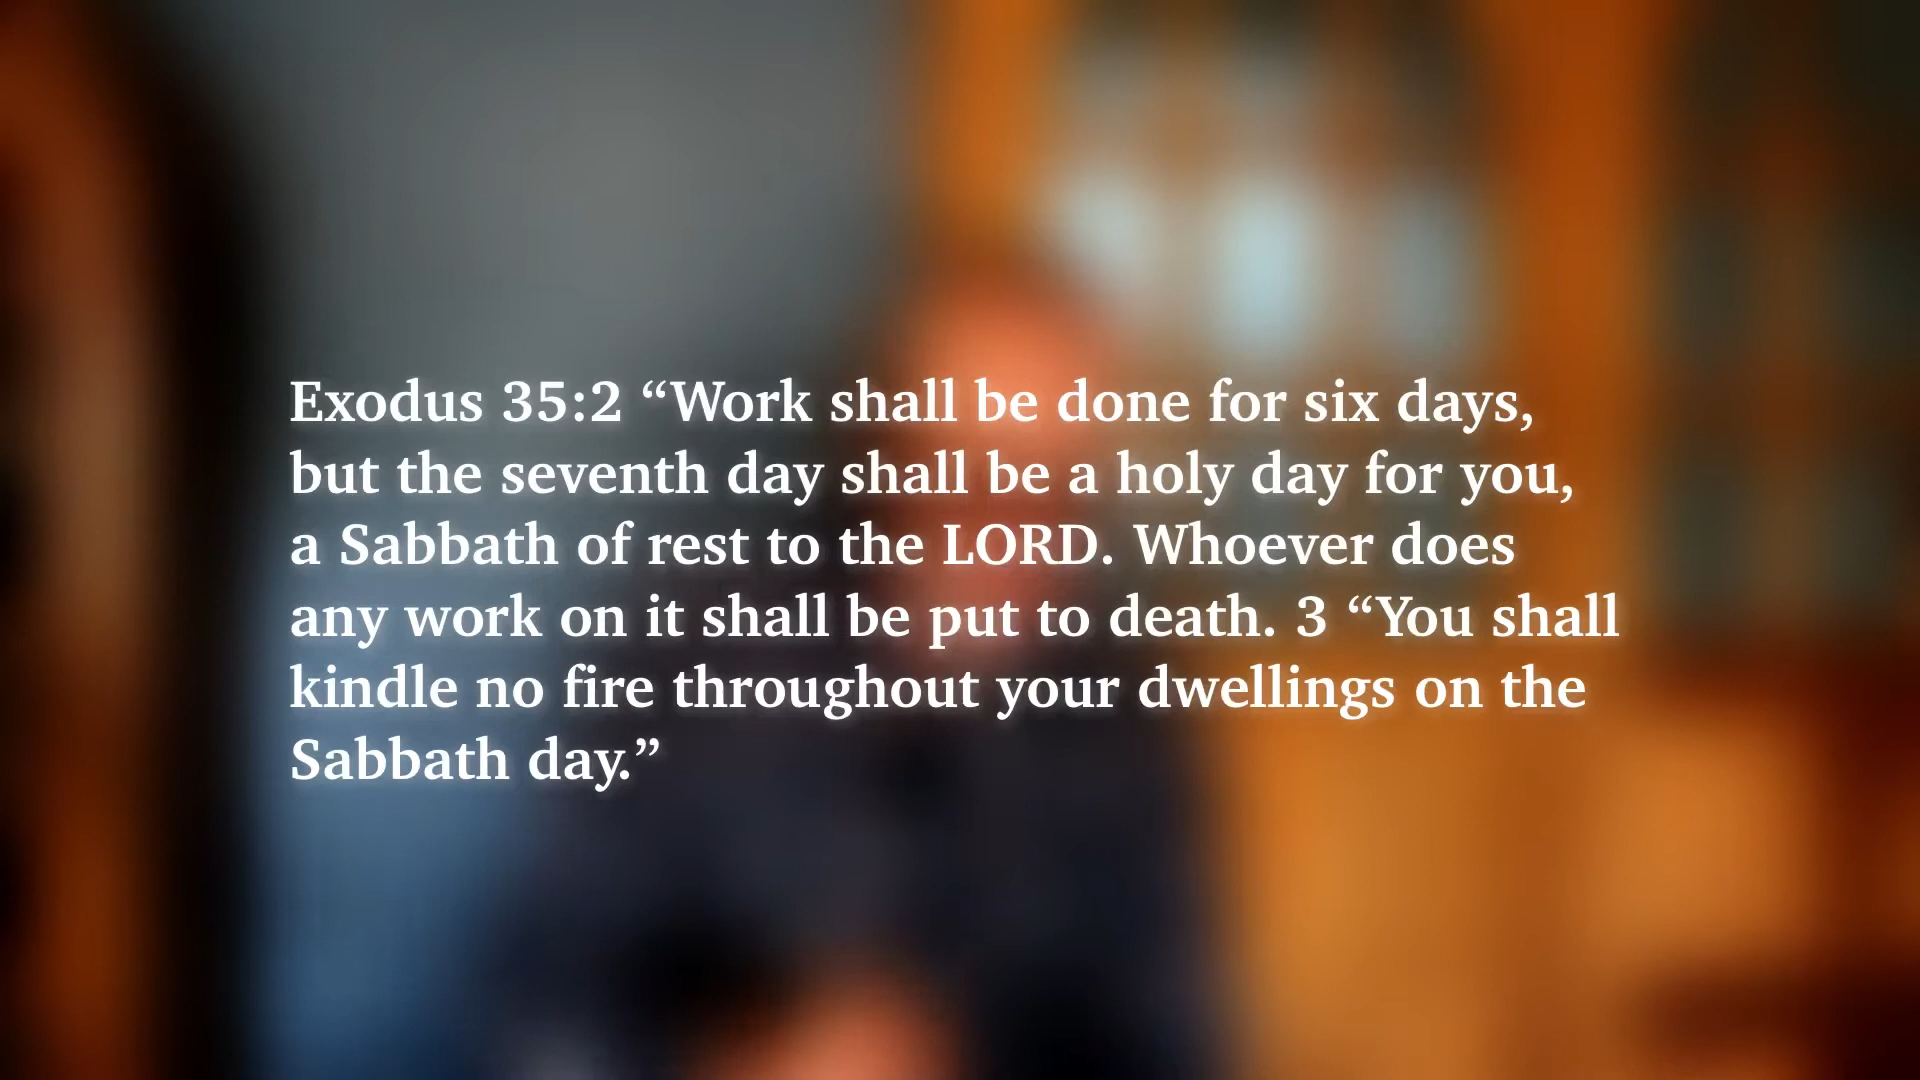 Exodus 35:2 “Work shall be done for six days,
but the seventh day shall be a holy day for you,
a Sabbath of rest to the LORD. Whoever does
any work on it shall be put to death. 3 “You shall
kindle no fire throughout your dwellings on the
Sabbath day.”